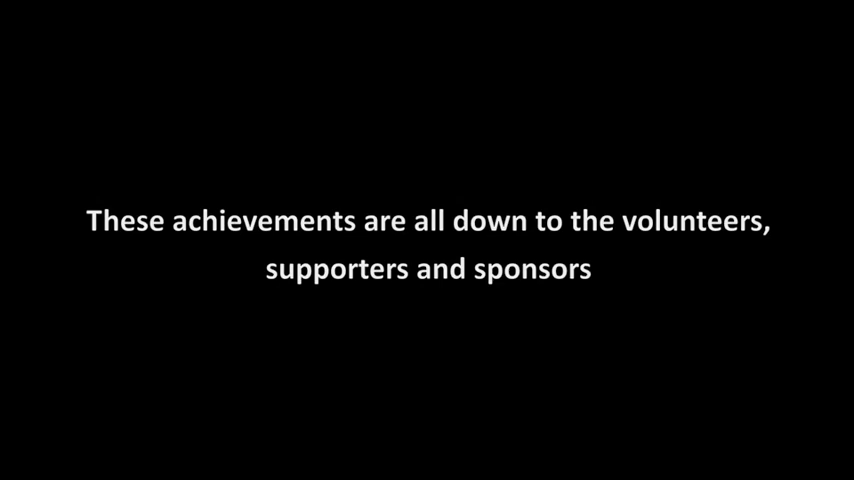 These achievements are all down to the volunteers,
supporters and sponsors